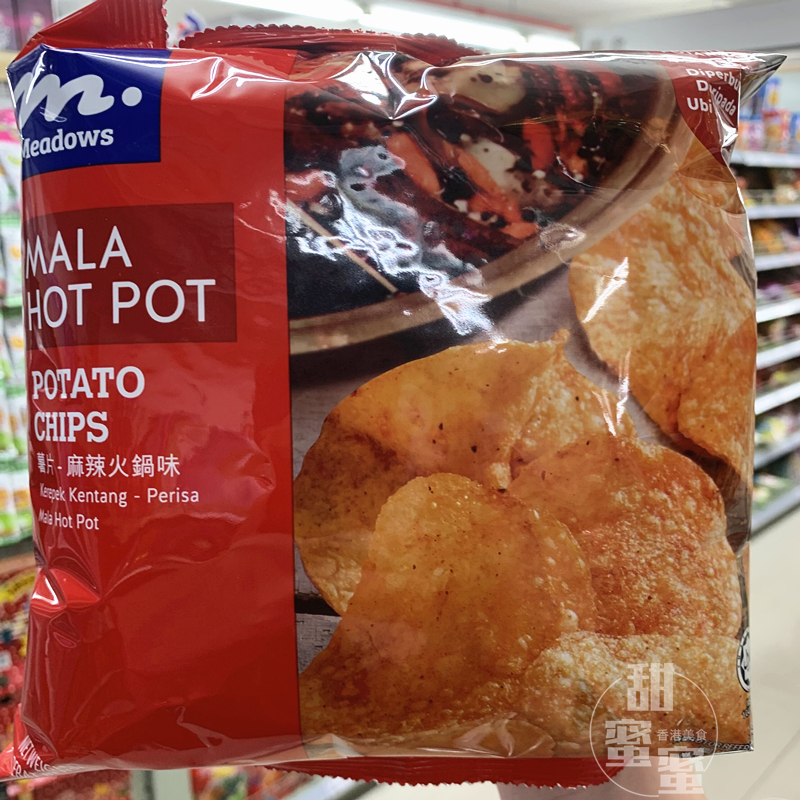 m.
Meadows
MALA
HOT POT
POTATO
CHIPS
薯片 - 麻辣火鍋味
Kerepek Kentang - Perisa
Mala Hot Pot
Daripada
Ubi
甜
蜜
蜜
香港美食